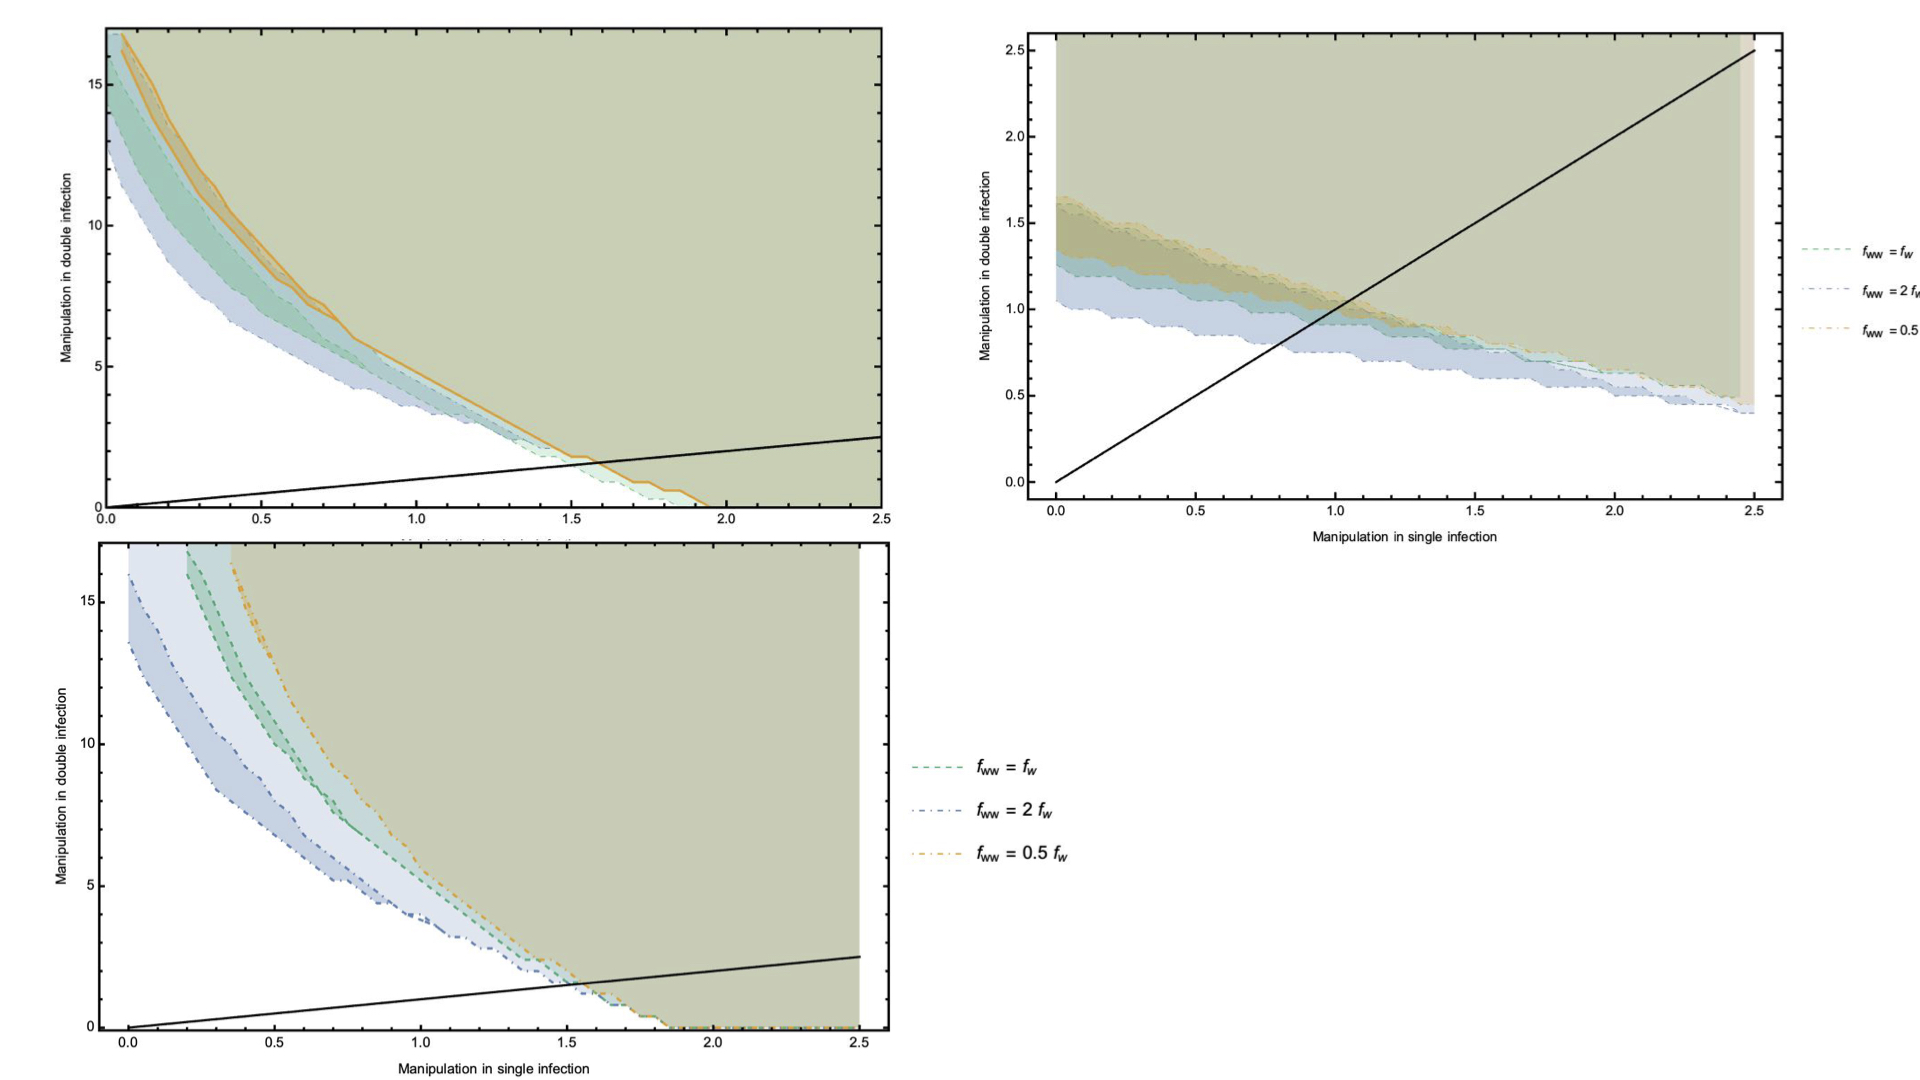 15
10
5
0
0.0 0.5 1.0 1.5 2.0 2.5
Manipulation in double infection
2.5
2.0
1.5
1.0
0.5
0.0
0.0 0.5 1.0 1.5 2.0 2.5
Manipulation in double infection
Manipulation in single infection
fww = fw
fww = 2 fw
fww = 0.5
15
10
5
0
0.0 0.5 1.0 1.5 2.0 2.5
Manipulation in double infection
Manipulation in single infection
fww = fw
fww = 2 fw
fww = 0.5 fw